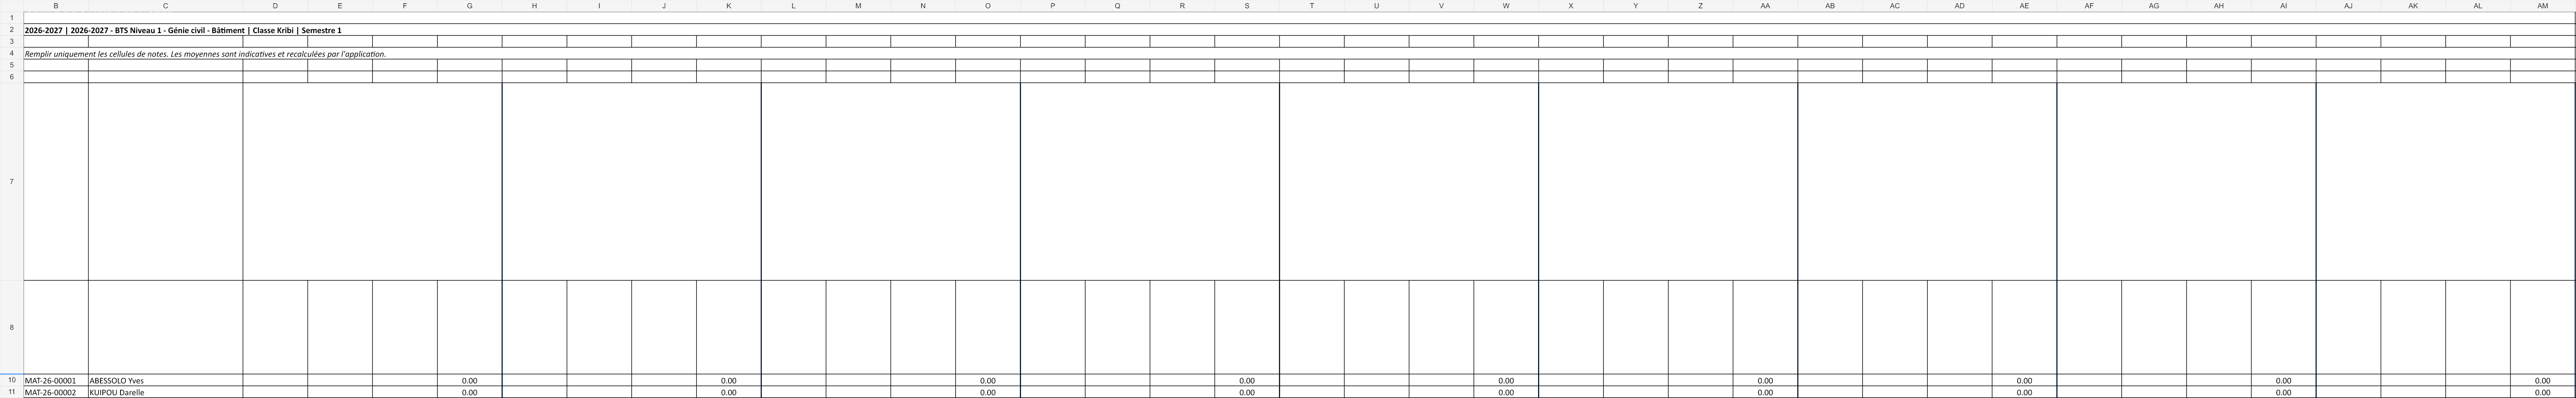 B C D E F G H I J K L M N O P Q R S T U V W X Y Z AA AB AC AD AE AF AG AH AI AJ AK AL AM
1
2 2026-2027 | 2026-2027 - BTS Niveau 1 - Génie civil - Bâtiment | Classe Kribi | Semestre 1
3
4 Remplir uniquement les cellules de notes. Les moyennes sont indicatives et recalculées par l'application.
5
6
7
8
10 MAT-26-00001 ABESSOLO Yves 0.00 0.00 0.00 0.00 0.00 0.00 0.00 0.00 0.00
11 MAT-26-00002 KUIPOU Darelle 0.00 0.00 0.00 0.00 0.00 0.00 0.00 0.00 0.00